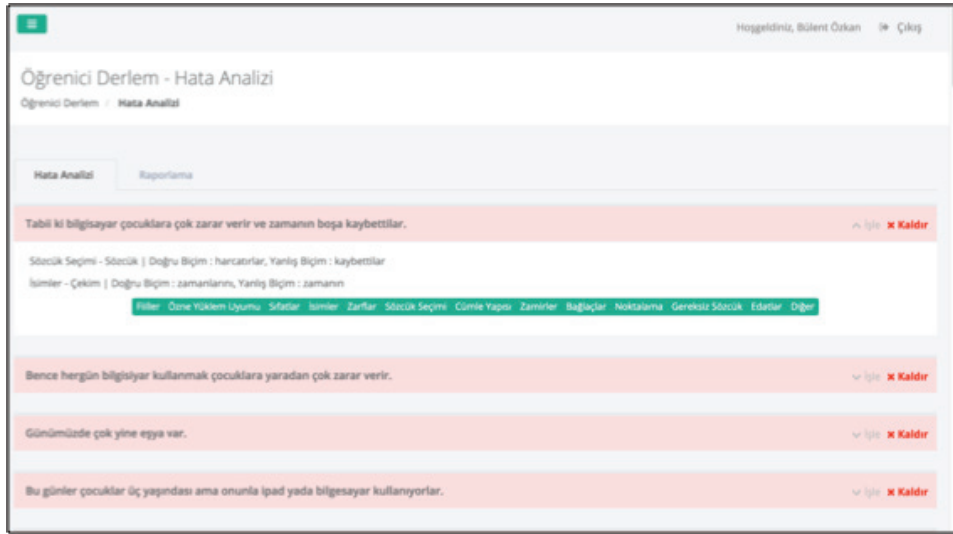 Hoşgeldiniz, Bülent Özkan Çıkış
Öğrenici Derlem - Hata Analizi
Öğrenici Derlem / Hata Analizi
Hata Analizi Raporlama
Tabii ki bilgisayar çocuklara çok zarar verir ve zamanın boşa kaybettilar. İşle × Kaldır
Sözcük Seçimi - Sözcük | Doğru Biçim : harcatırlar, Yanlış Biçim : kaybettilar
İsimler - Çekim | Doğru Biçim : zamanlarını, Yanlış Biçim : zamanın
Fiiller Özne Yüklem Uyumu Sıfatlar İsimler Zarflar Sözcük Seçimi Cümle Yapısı Zamirler Bağlaçlar Noktalama Gereksiz Sözcük Edatlar Diğer
Bence hergün bilgisiyar kullanmak çocuklara yaradan çok zarar verir. İşle × Kaldır
Günümüzde çok yine eşya var. İşle × Kaldır
Bu günler çocuklar üç yaşındası ama onunla ipad yada bilgesayar kullanıyorlar. İşle × Kaldır